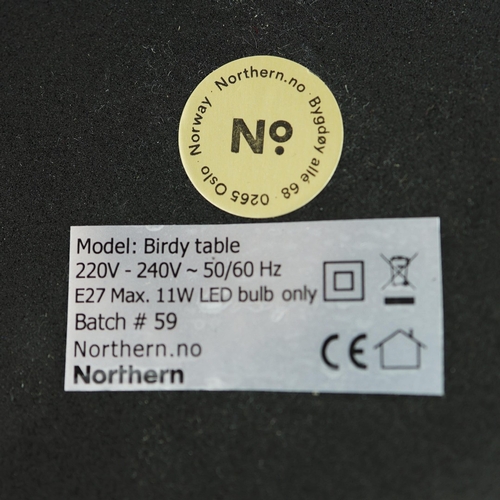 Northern.no · Bygdøy allé 68 · 0265 Oslo · Norway ·
Nº
Model: Birdy table
220V - 240V ~ 50/60 Hz
E27 Max. 11W LED bulb only
Batch # 59
Northern.no
Northern
CE